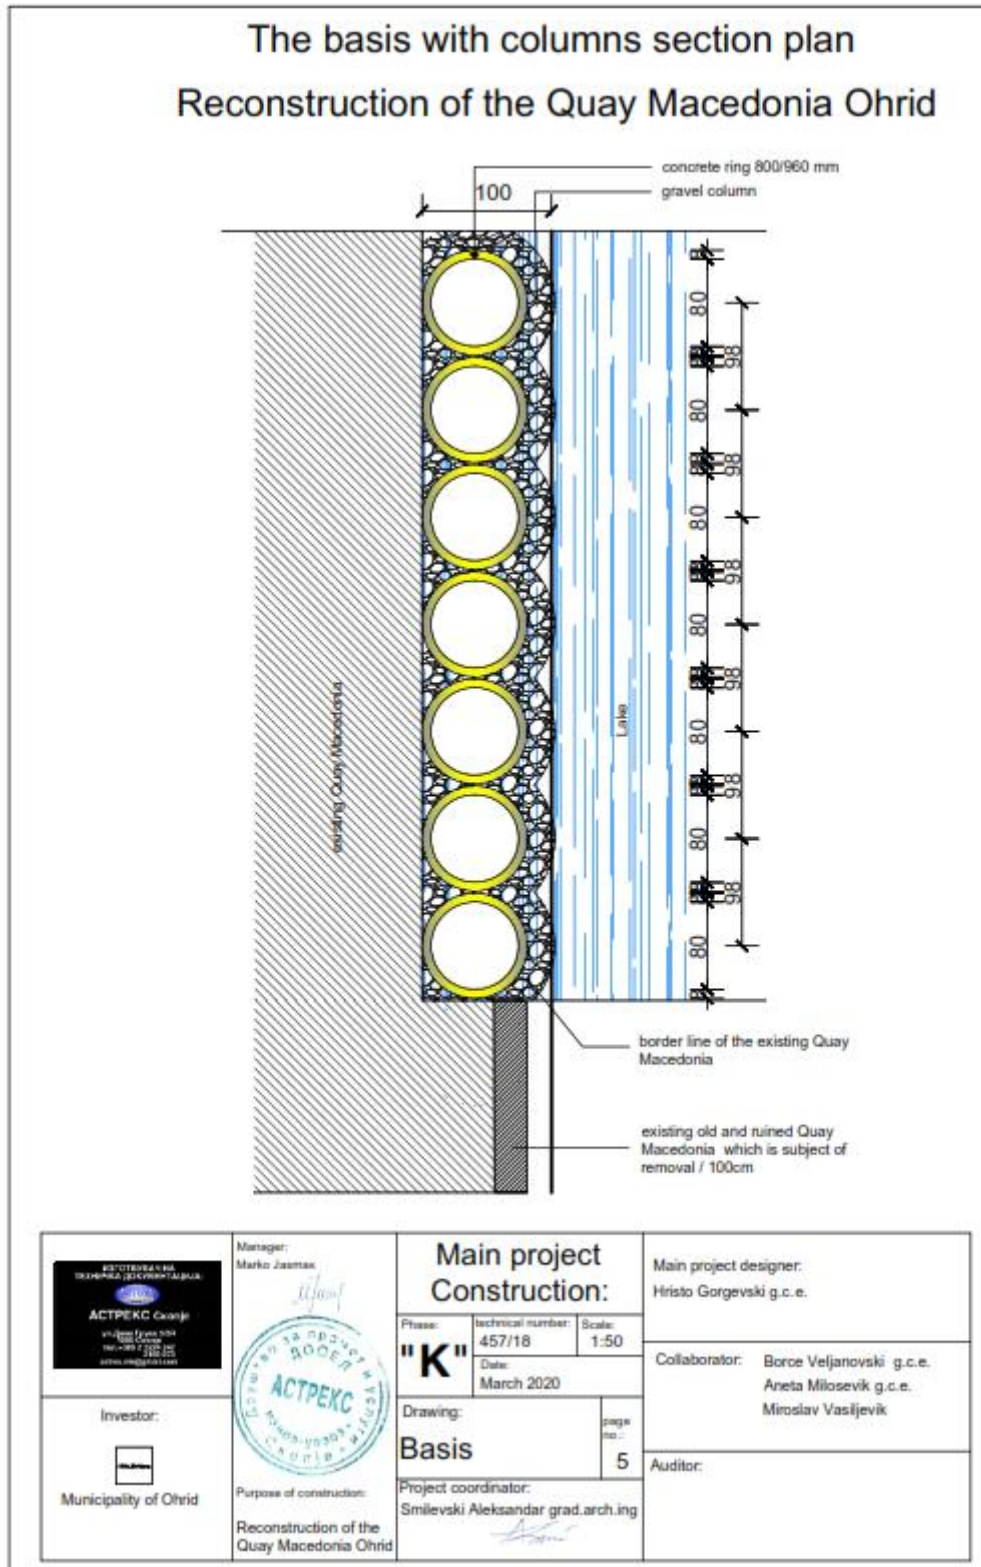 The basis with columns section plan
Reconstruction of the Quay Macedonia Ohrid
concrete ring 800/960 mm
gravel column
100
80
98
80
98
80
98
80
98
80
98
80
98
80
existing Quay Macedonia
Lake
border line of the existing Quay
Macedonia
existing old and ruined Quay
Macedonia which is subject of
removal / 100cm
АСТРЕКС Скопје
Investor:
Municipality of Ohrid
Manager:
Marko Jasmak
ДООЕЛ
АСТРЕКС
Purpose of construction:
Reconstruction of the
Quay Macedonia Ohrid
Main project
Construction:
Phase:
"K"
technical number:
457/18
Scale:
1:50
Date:
March 2020
Drawing:
Basis
page
no.:
5
Project coordinator:
Smilevski Aleksandar grad.arch.ing
Main project designer:
Hristo Gorgevski g.c.e.
Collaborator:
Borce Veljanovski g.c.e.
Aneta Milosevik g.c.e.
Miroslav Vasiljevik
Auditor: